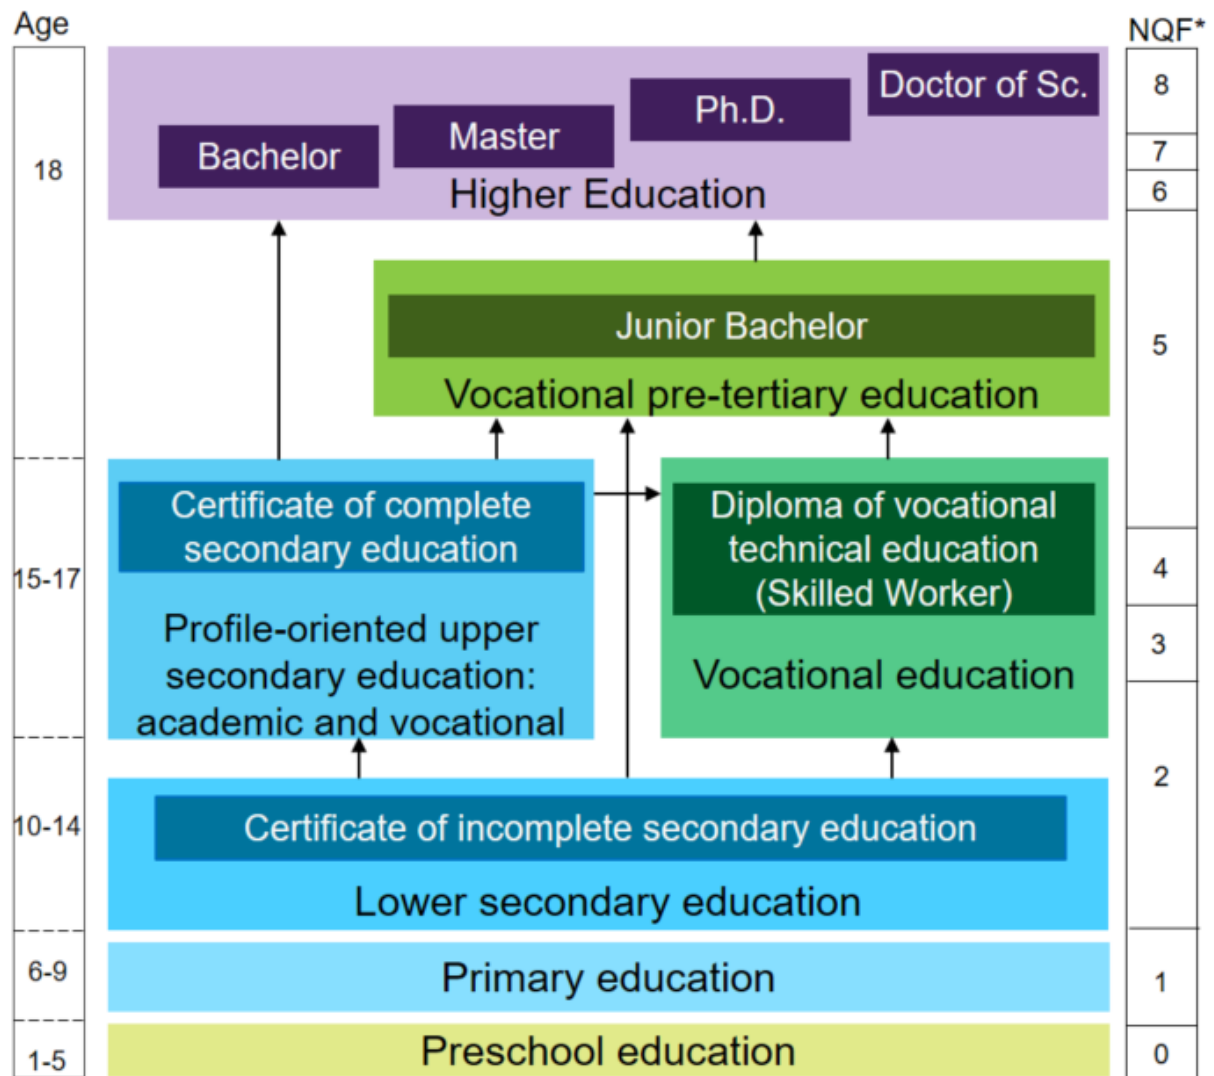 Age
NQF*
Doctor of Sc.
8
Ph.D.
Master
Bachelor
7
18
6
Higher Education
Junior Bachelor
5
Vocational pre-tertiary education
Certificate of complete
secondary education
Diploma of vocational
technical education
(Skilled Worker)
4
15-17
Profile-oriented upper
secondary education:
academic and vocational
3
Vocational education
2
10-14
Certificate of incomplete secondary education
Lower secondary education
6-9
Primary education
1
1-5
Preschool education
0